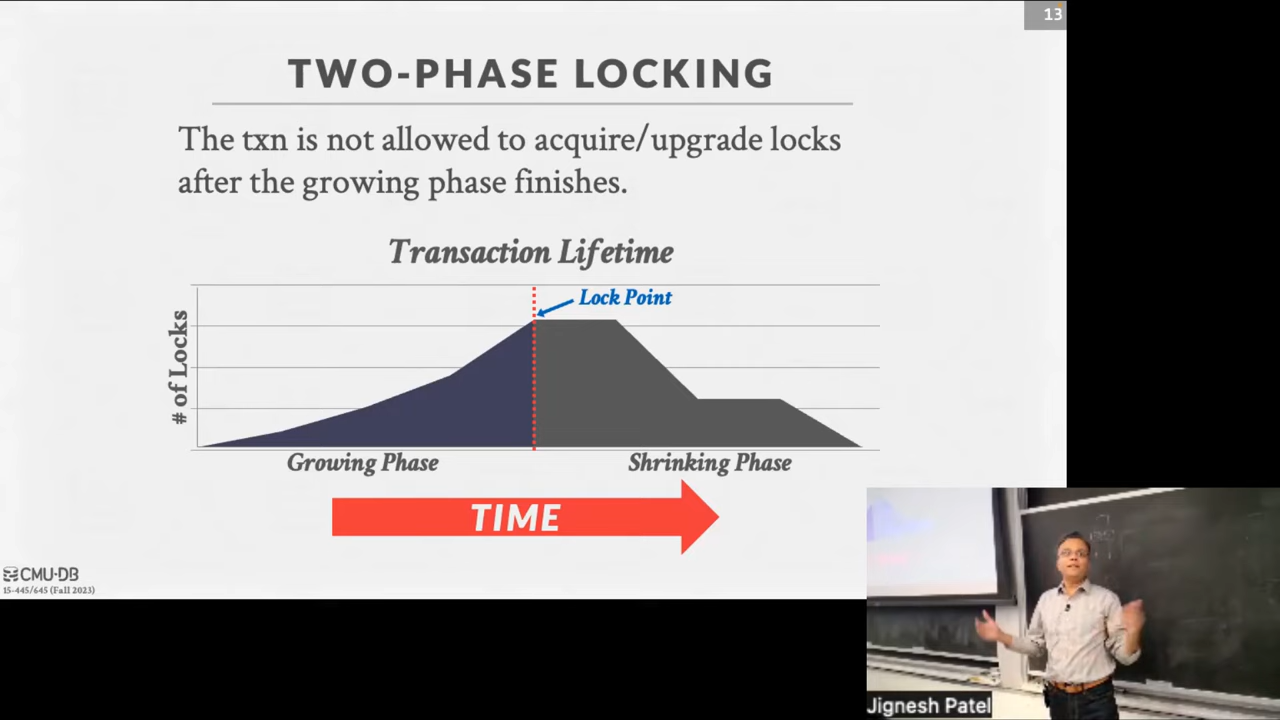 13
TWO-PHASE LOCKING
The txn is not allowed to acquire/upgrade locks
after the growing phase finishes.
Transaction Lifetime
Lock Point
# of Locks
Growing Phase
Shrinking Phase
TIME
CMU·DB
15-445/645 (Fall 2023)
Jignesh Patel